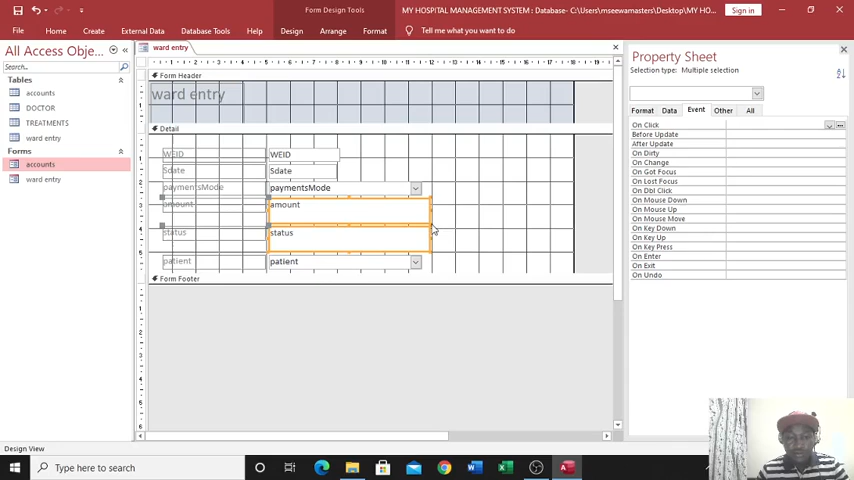 Form Design Tools
MY HOSPITAL MANAGEMENT SYSTEM : Database- C:\Users\mseewamasters\Desktop\MY HO...
Sign in
File Home Create External Data Database Tools Help Design Arrange Format Tell me what you want to do
All Access Obje...
Search...
Tables
accounts
DOCTOR
TREATMENTS
ward entry
Forms
accounts
ward entry
ward entry
Form Header
ward entry
Detail
WEID WEID
Sdate Sdate
paymentsMode paymentsMode
amount amount
status status
patient patient
Form Footer
Property Sheet
Selection type: Multiple selection
Format Data Event Other All
On Click
Before Update
After Update
On Dirty
On Change
On Got Focus
On Lost Focus
On Dbl Click
On Mouse Down
On Mouse Up
On Mouse Move
On Key Down
On Key Up
On Key Press
On Enter
On Exit
On Undo
Design View
Type here to search